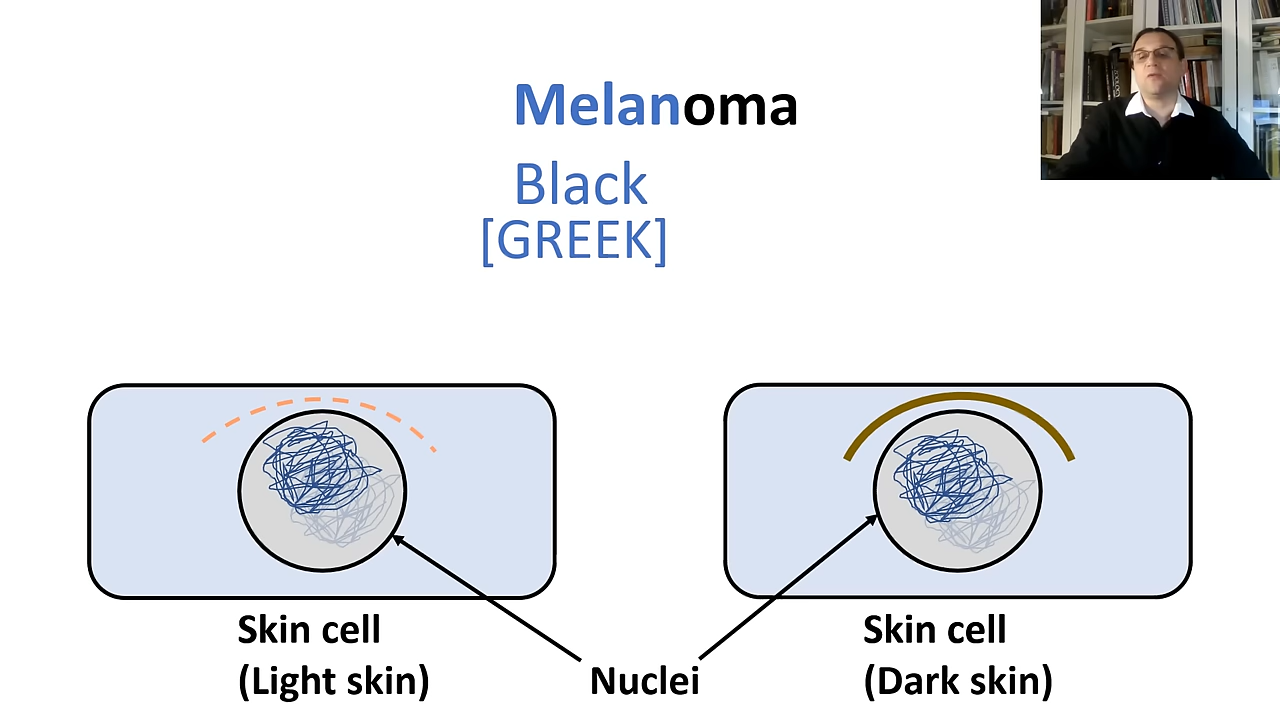 Melanoma
Black
[GREEK]
Skin cell
(Light skin)
Nuclei
Skin cell
(Dark skin)